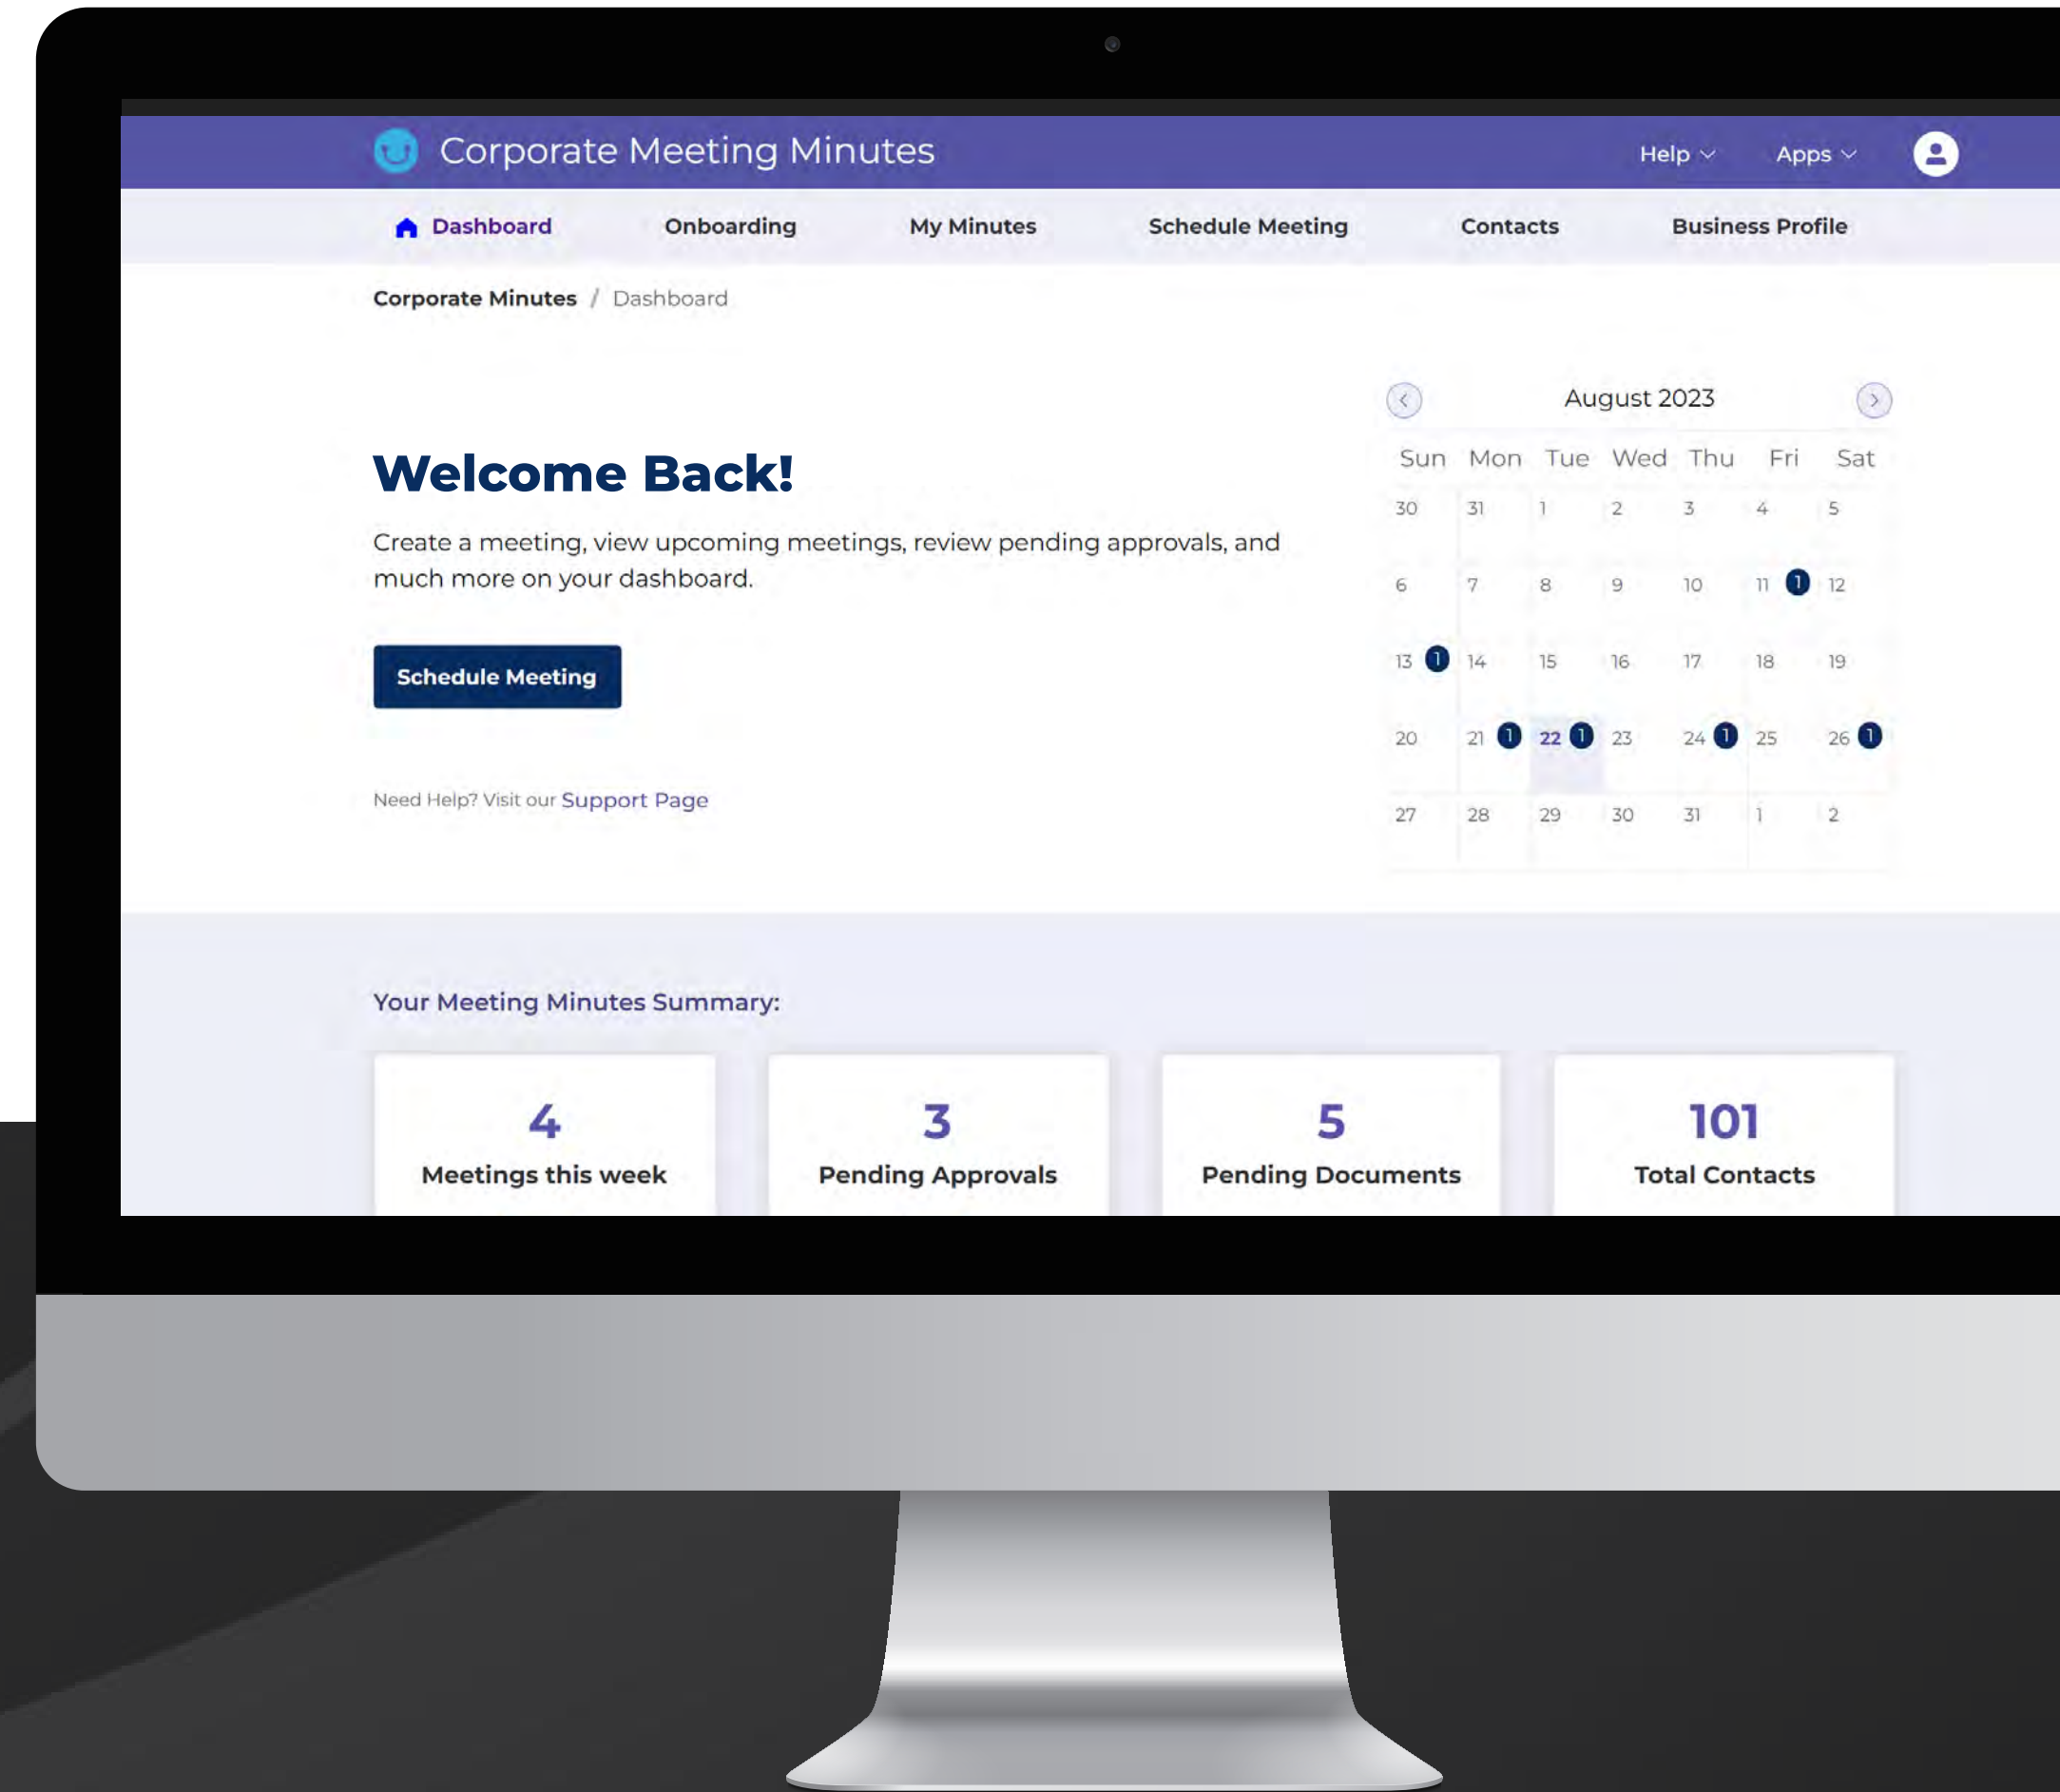 Corporate Meeting Minutes
Help
Apps
Dashboard
Onboarding
My Minutes
Schedule Meeting
Contacts
Business Profile
Corporate Minutes / Dashboard
Welcome Back!
Create a meeting, view upcoming meetings, review pending approvals, and
much more on your dashboard.
Schedule Meeting
Need Help? Visit our Support Page
August 2023
Sun Mon Tue Wed Thu Fri Sat
30 31 1 2 3 4 5
6 7 8 9 10 11 1 12
13 1 14 15 16 17 18 19
20 21 1 22 1 23 24 1 25 26 1
27 28 29 30 31 1 2
Your Meeting Minutes Summary:
4
Meetings this week
3
Pending Approvals
5
Pending Documents
101
Total Contacts